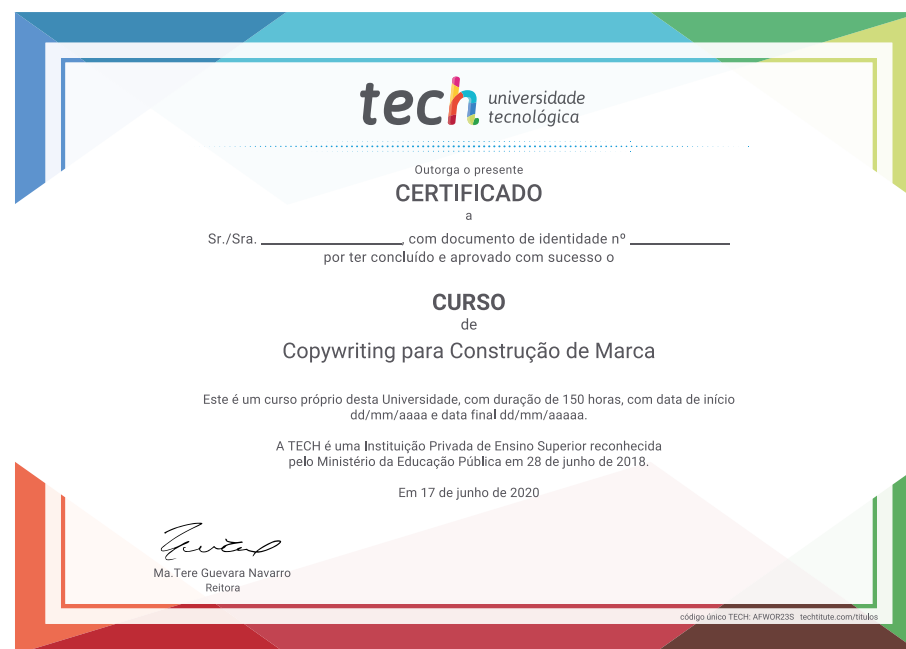 tech universidade
tecnológica
Outorga o presente
CERTIFICADO
a
Sr./Sra. ____________, com documento de identidade nº ____________
por ter concluído e aprovado com sucesso o
CURSO
de
Copywriting para Construção de Marca
Este é um curso próprio desta Universidade, com duração de 150 horas, com data de início
dd/mm/aaaa e data final dd/mm/aaaaa.
A TECH é uma Instituição Privada de Ensino Superior reconhecida
pelo Ministério da Educação Pública em 28 de junho de 2018.
Em 17 de junho de 2020
Ma.Tere Guevara Navarro
Reitora
código único TECH: AFWOR23S techtitute.com/titulos